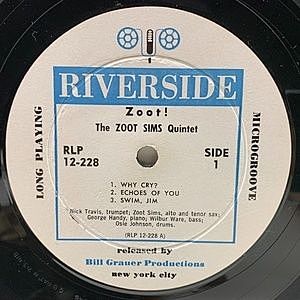 RIVERSIDE
Zoot!
The ZOOT SIMS Quintet
RLP
12-228
SIDE
1
LONG PLAYING
MICROGROOVE
1. WHY CRY?
2. ECHOES OF YOU
3. SWIM, JIM
Nick Travis, trumpet; Zoot Sims, alto and tenor sax;
George Handy, piano; Wilbur Ware, bass;
Osie Johnson, drums.
(RLP 12-228 A)
released by
Bill Grauer Productions
new york city